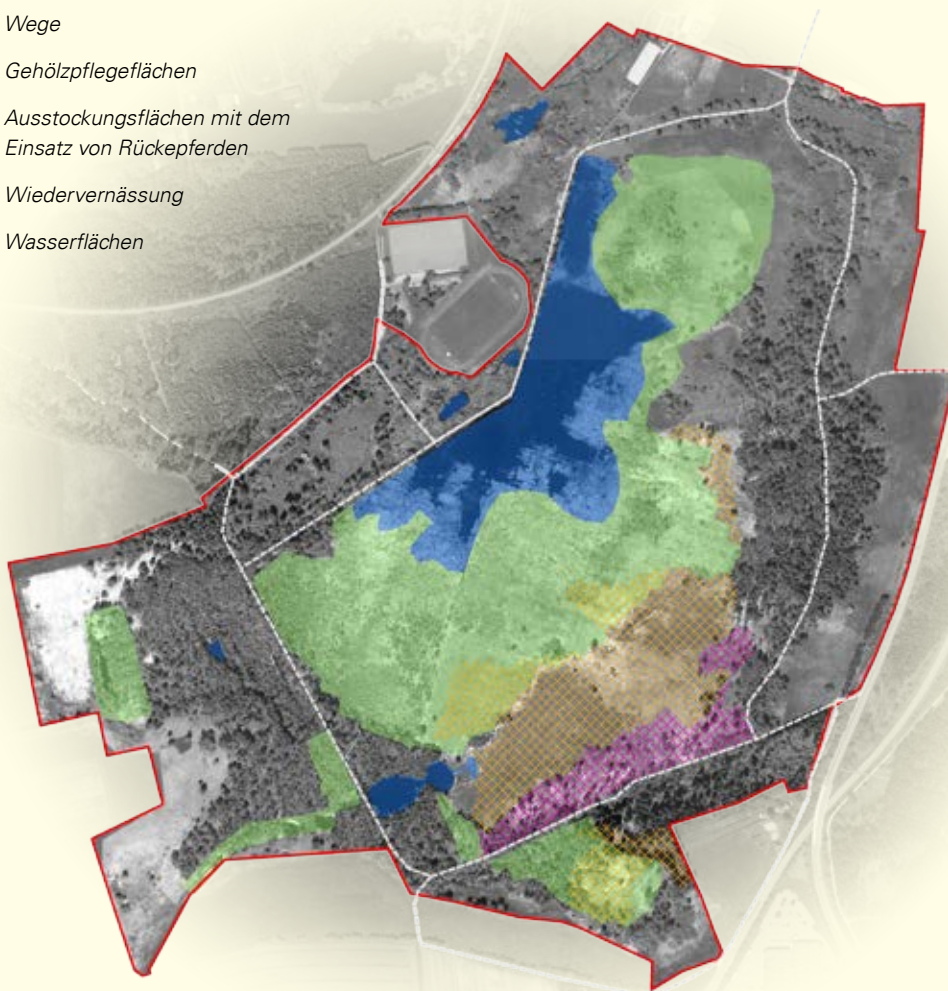 Wege
Gehölzpflegeflächen
Ausstockungsflächen mit dem
Einsatz von Rückepferden
Wiedervernässung
Wasserflächen